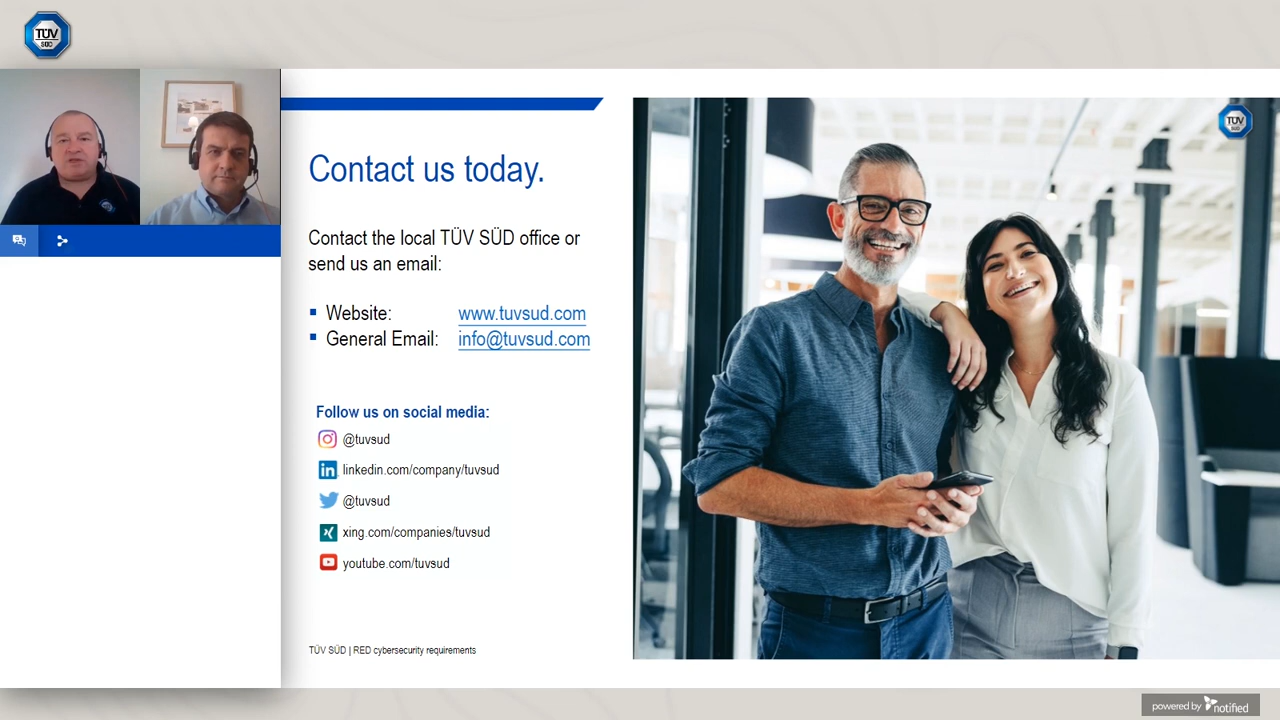 TÜV
SÜD
TÜV
SÜD
Contact us today.
Contact the local TÜV SÜD office or
send us an email:
Website: www.tuvsud.com
General Email: info@tuvsud.com
Follow us on social media:
@tuvsud
in linkedin.com/company/tuvsud
@tuvsud
xing.com/companies/tuvsud
youtube.com/tuvsud
TÜV SÜD | RED cybersecurity requirements
powered by notified